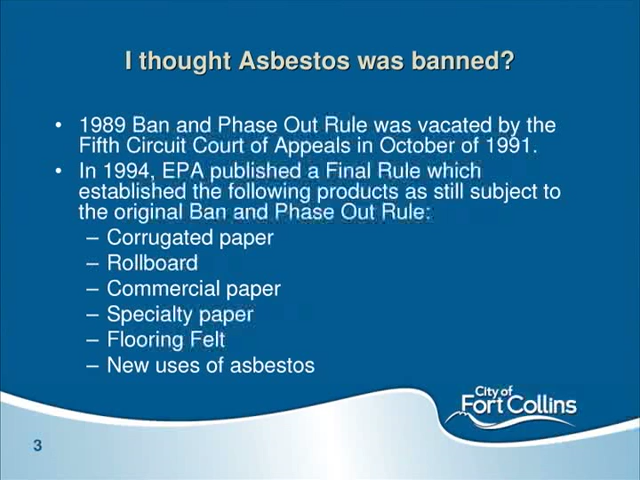 I thought Asbestos was banned?
• 1989 Ban and Phase Out Rule was vacated by the
Fifth Circuit Court of Appeals in October of 1991.
• In 1994, EPA published a Final Rule which
established the following products as still subject to
the original Ban and Phase Out Rule:
– Corrugated paper
– Rollboard
– Commercial paper
– Specialty paper
– Flooring Felt
– New uses of asbestos
City of
Fort Collins
3